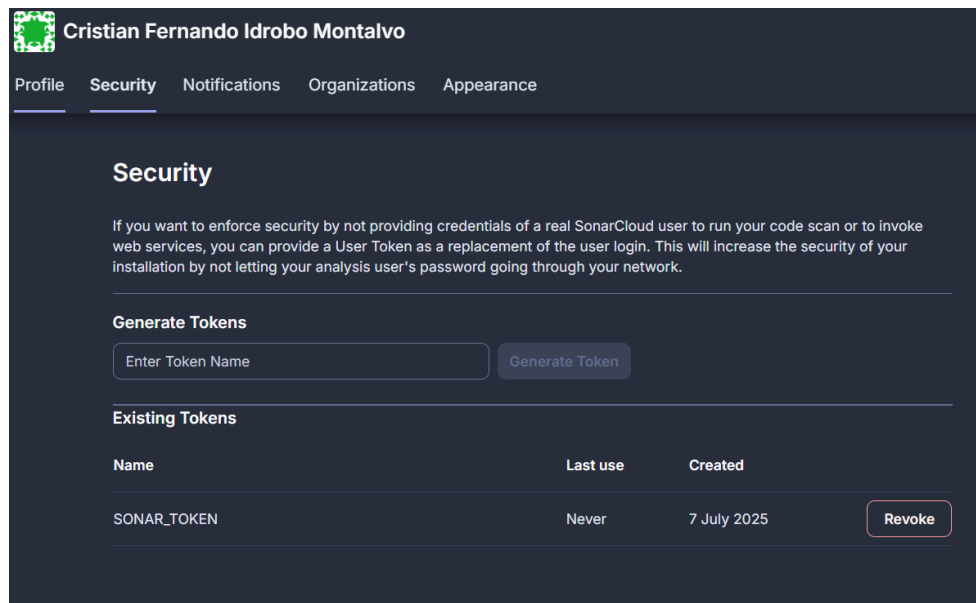 Cristian Fernando Idrobo Montalvo
Profile Security Notifications Organizations Appearance
Security
If you want to enforce security by not providing credentials of a real SonarCloud user to run your code scan or to invoke
web services, you can provide a User Token as a replacement of the user login. This will increase the security of your
installation by not letting your analysis user's password going through your network.
Generate Tokens
Enter Token Name Generate Token
Existing Tokens
Name Last use Created
SONAR_TOKEN Never 7 July 2025 Revoke